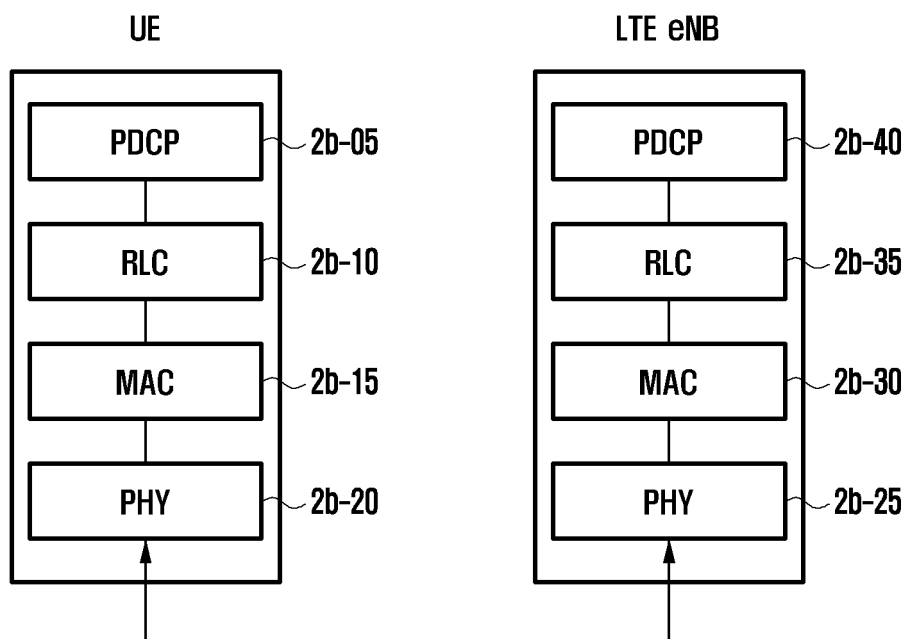 UE LTE eNB
PDCP 2b-05 PDCP 2b-40
RLC 2b-10 RLC 2b-35
MAC 2b-15 MAC 2b-30
PHY 2b-20 PHY 2b-25